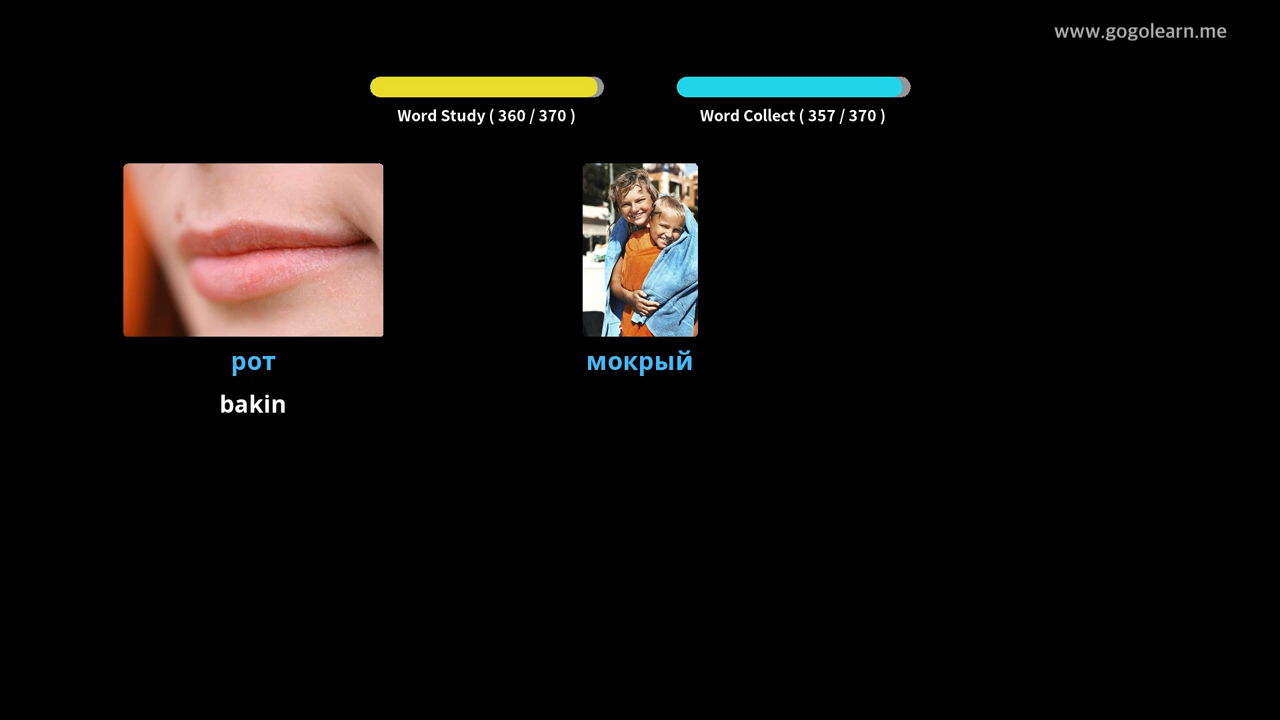 www.gogolearn.me
Word Study ( 360 / 370 )
Word Collect ( 357 / 370 )
рот
мокрый
bakin